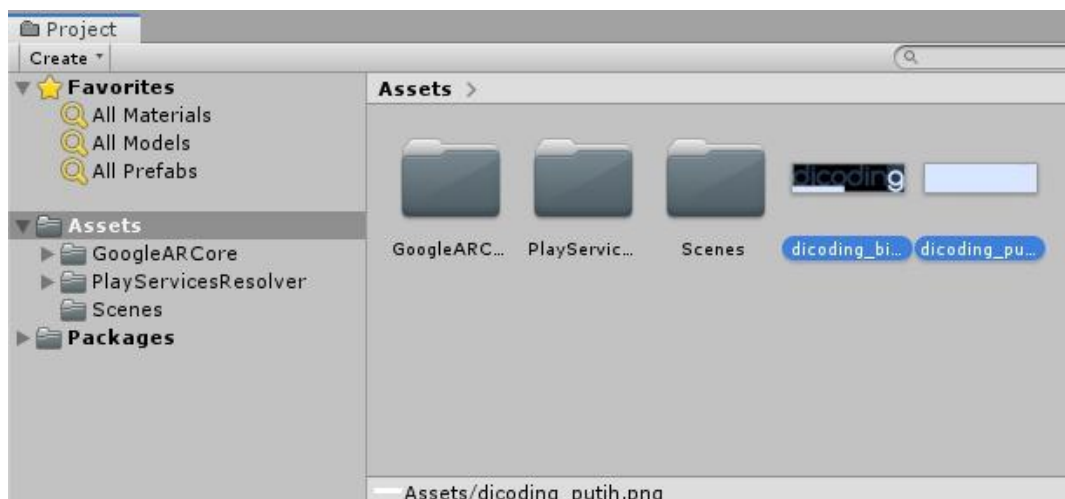 Project
Create
Favorites
All Materials
All Models
All Prefabs
Assets
GoogleARCore
PlayServicesResolver
Scenes
Packages
Assets >
dicoding
GoogleARC...
PlayServic...
Scenes
dicoding_bi...
dicoding_pu...
Assets/dicoding_putih.png